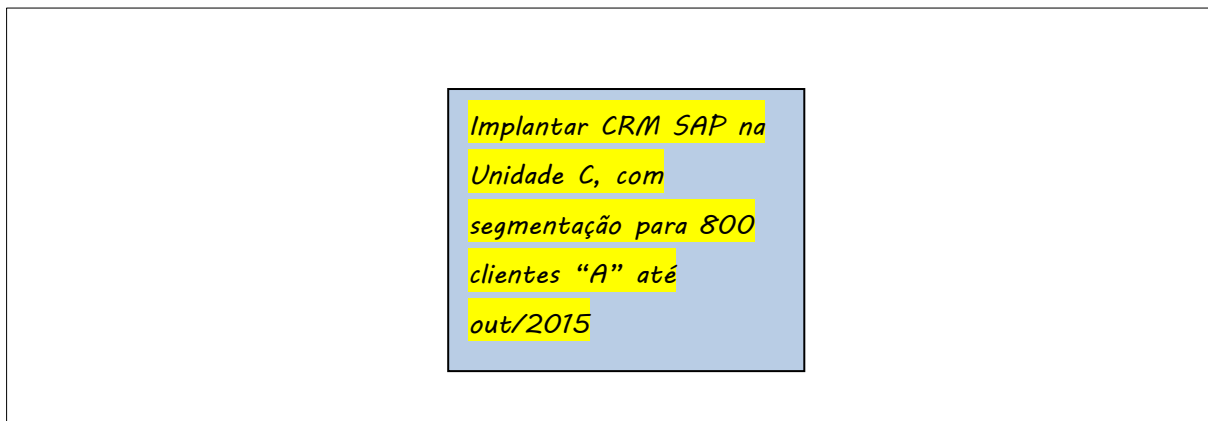 Implantar CRM SAP na
Unidade C, com
segmentação para 800
clientes “A” até
out/2015